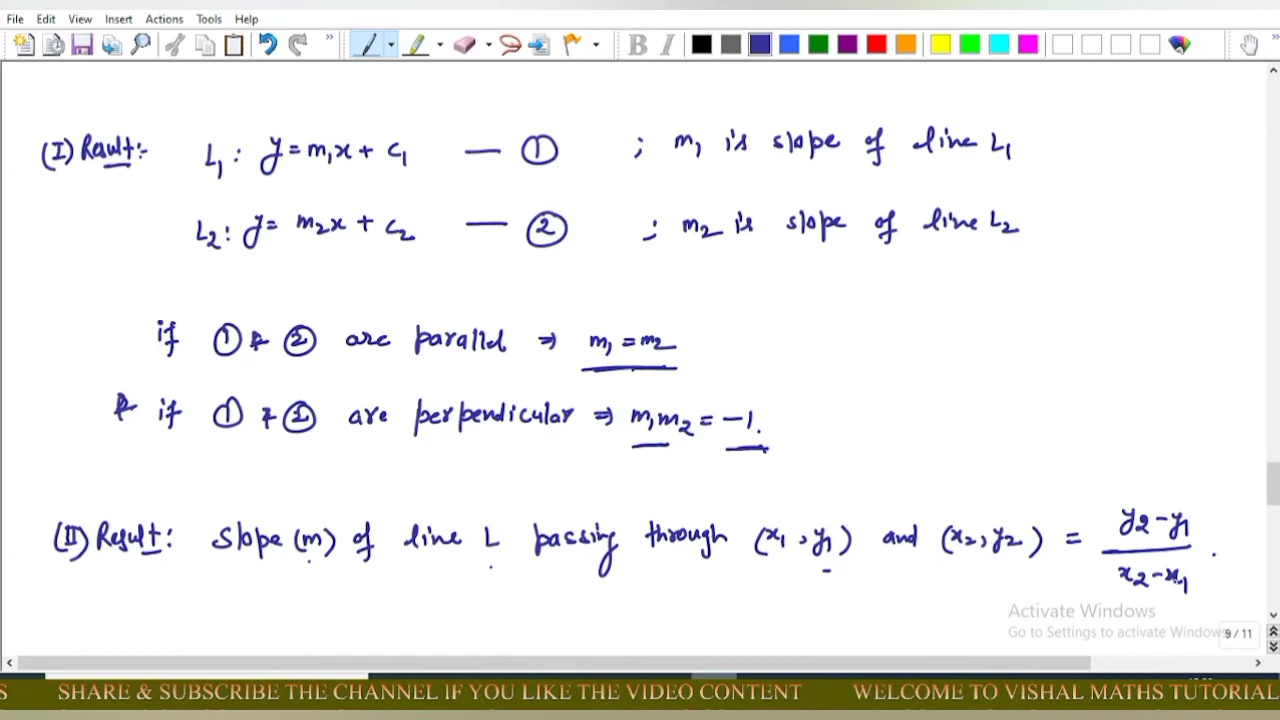 File Edit View Insert Actions Tools Help
(I) Result:- L₁: y = m₁x + c₁ — ① ; m₁ is slope of line L₁
L₂: y = m₂x + c₂ — ② ; m₂ is slope of line L₂
if ① & ② are parallel ⇒ m₁ = m₂
& if ① & ② are perpendicular ⇒ m₁m₂ = -1.
(II) Result: Slope (m) of line L passing through (x₁, y₁) and (x₂, y₂) = (y₂-y₁)/(x₂-x₁) .
Activate Windows
Go to Settings to activate Windows
9 / 11
S SHARE & SUBSCRIBE THE CHANNEL IF YOU LIKE THE VIDEO CONTENT WELCOME TO VISHAL MATHS TUTORIAL